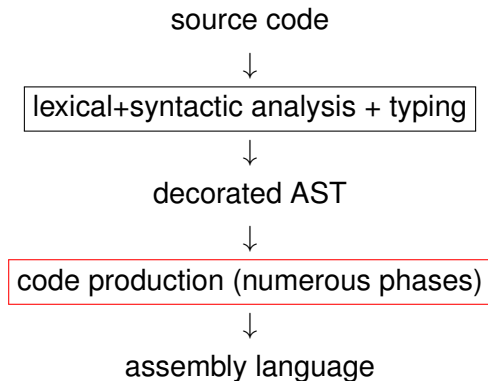 source code
↓
lexical+syntactic analysis + typing
↓
decorated AST
↓
code production (numerous phases)
↓
assembly language